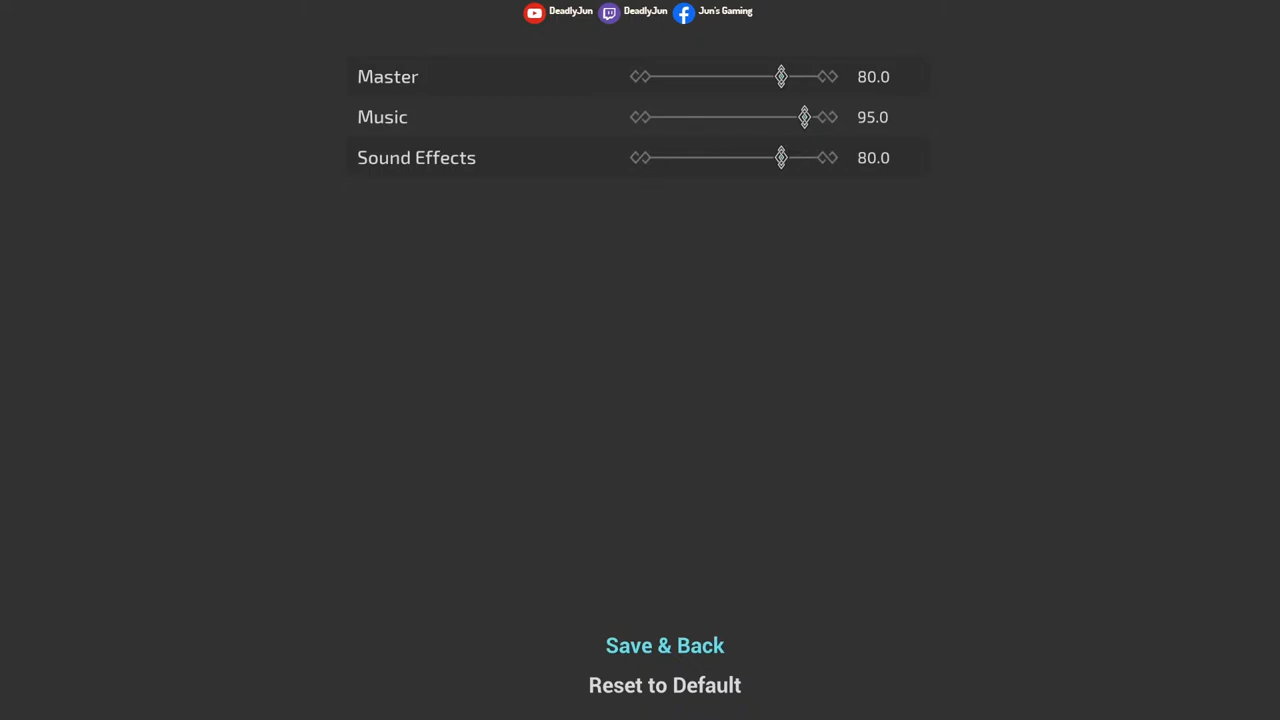 DeadlyJun DeadlyJun Jun's Gaming
Master 80.0
Music 95.0
Sound Effects 80.0
Save & Back
Reset to Default